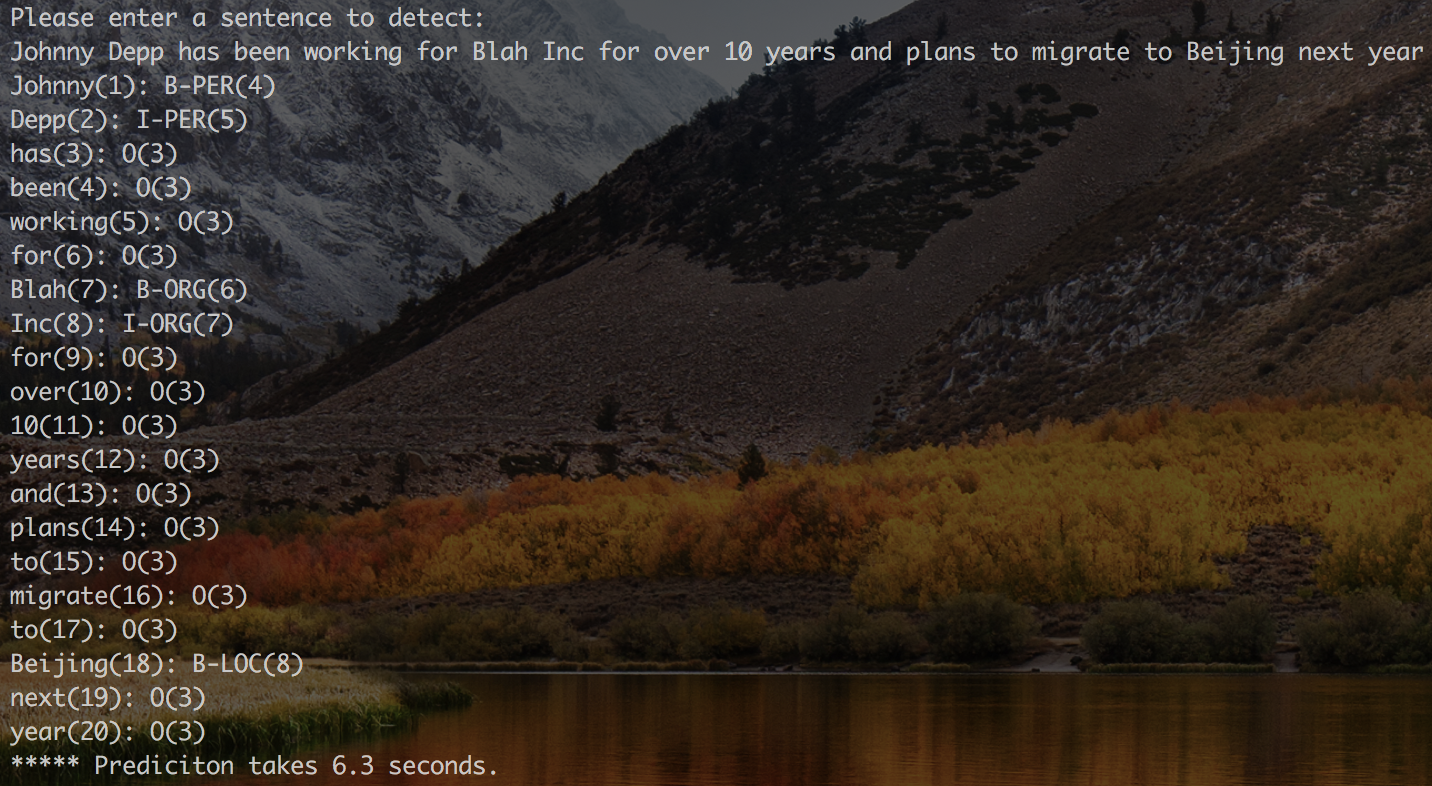 Please enter a sentence to detect:
Johnny Depp has been working for Blah Inc for over 10 years and plans to migrate to Beijing next year
Johnny(1): B-PER(4)
Depp(2): I-PER(5)
has(3): O(3)
been(4): O(3)
working(5): O(3)
for(6): O(3)
Blah(7): B-ORG(6)
Inc(8): I-ORG(7)
for(9): O(3)
over(10): O(3)
10(11): O(3)
years(12): O(3)
and(13): O(3)
plans(14): O(3)
to(15): O(3)
migrate(16): O(3)
to(17): O(3)
Beijing(18): B-LOC(8)
next(19): O(3)
year(20): O(3)
***** Prediciton takes 6.3 seconds.